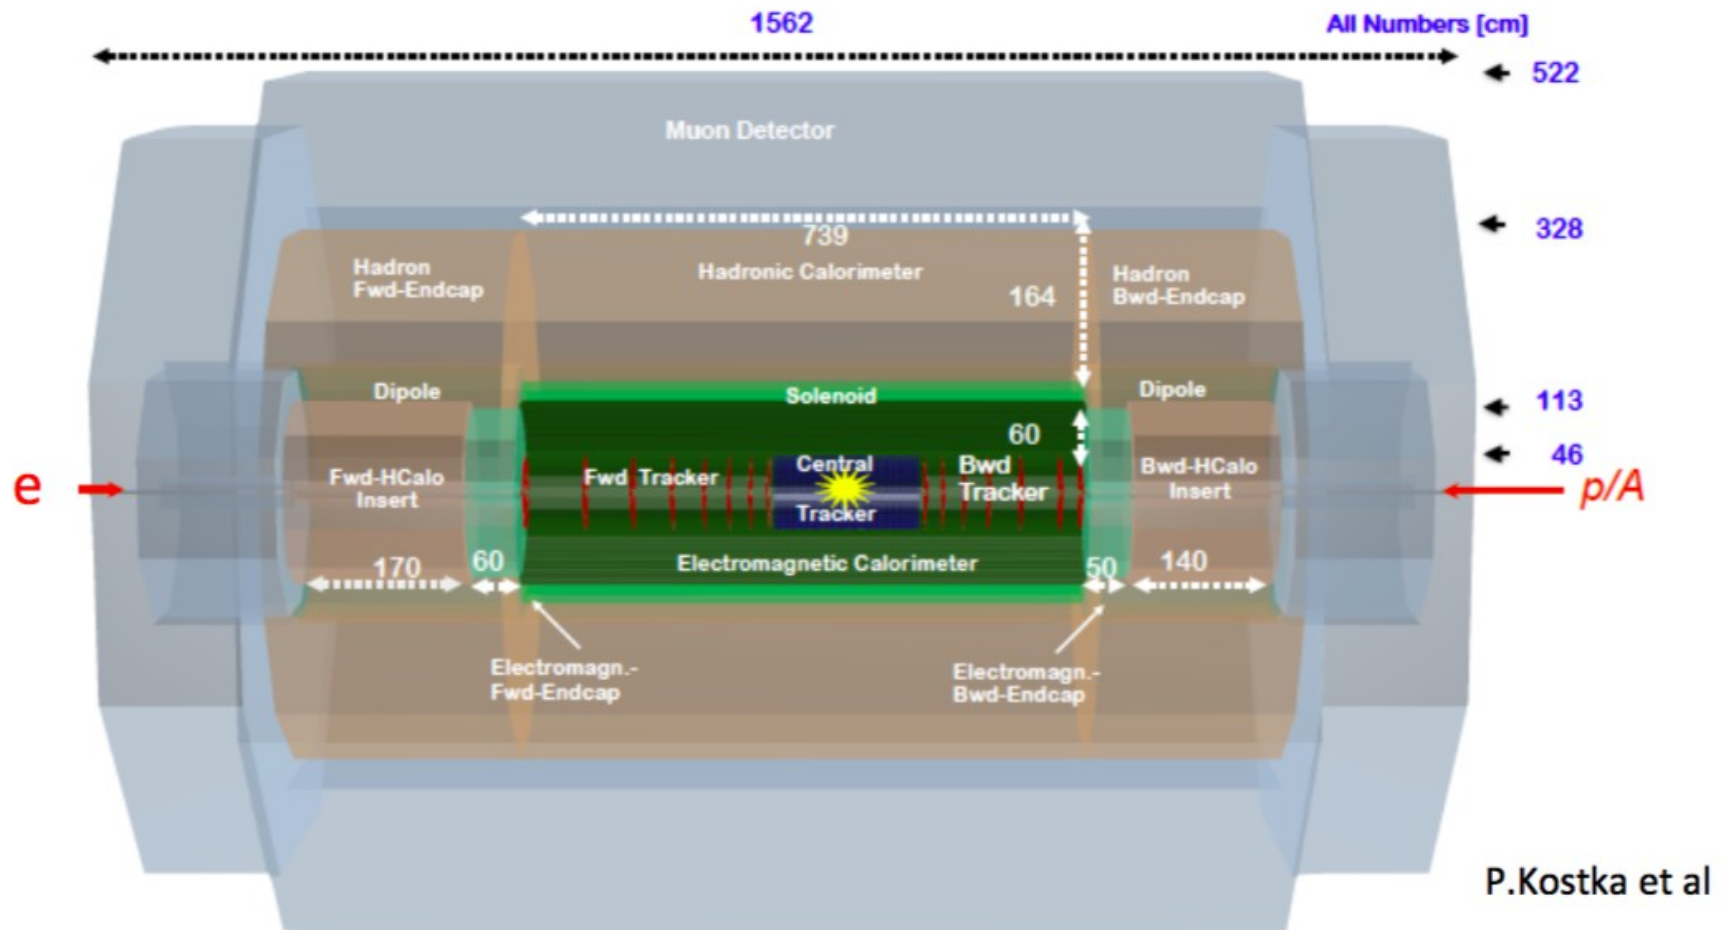 1562
All Numbers [cm]
522
Muon Detector
328
739
Hadron
Fwd-Endcap
Hadronic Calorimeter
164
Hadron
Bwd-Endcap
Dipole
Solenoid
Dipole
113
60
46
e
Fwd-HCalo
Insert
Fwd Tracker
Central
Tracker
Bwd
Tracker
Bwd-HCalo
Insert
p/A
170
60
Electromagnetic Calorimeter
50
140
Electromagn.-
Fwd-Endcap
Electromagn.-
Bwd-Endcap
P.Kostka et al